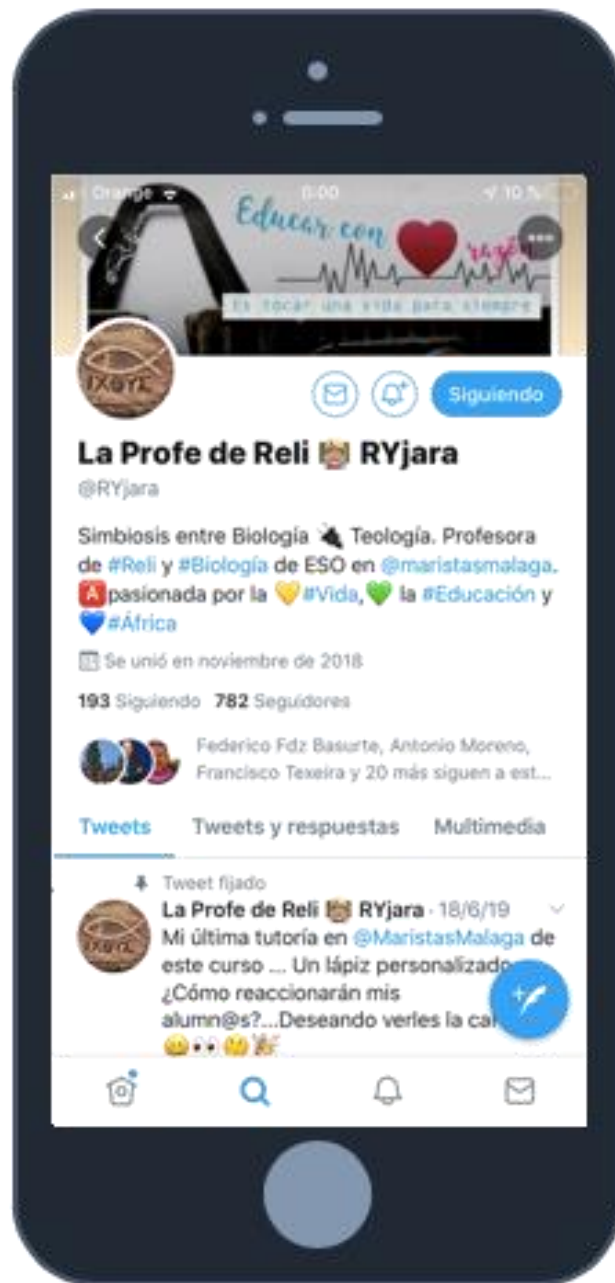 Orange 0:00 10 %
Educar con razón
Es tocar una vida para siempre
ΙΧΘΥΣ
Siguiendo
La Profe de Reli 👩🏼‍🏫 RYjara
@RYjara
Simbiosis entre Biología 🔌 Teología. Profesora
de #Reli y #Biología de ESO en @maristasmalaga.
🅰️pasionada por la 💛#Vida,💚 la #Educación y
💙#África
Se unió en noviembre de 2018
193 Siguiendo 782 Seguidores
Federico Fdz Basurte, Antonio Moreno,
Francisco Texeira y 20 más siguen a est...
Tweets Tweets y respuestas Multimedia
Tweet fijado
La Profe de Reli 👩🏼‍🏫 RYjara · 18/6/19
ΙΧΘΥΣ
Mi última tutoría en @MaristasMalaga de
este curso ... Un lápiz personalizado
¿Cómo reaccionarán mis
alumn@s?...Deseando verles la